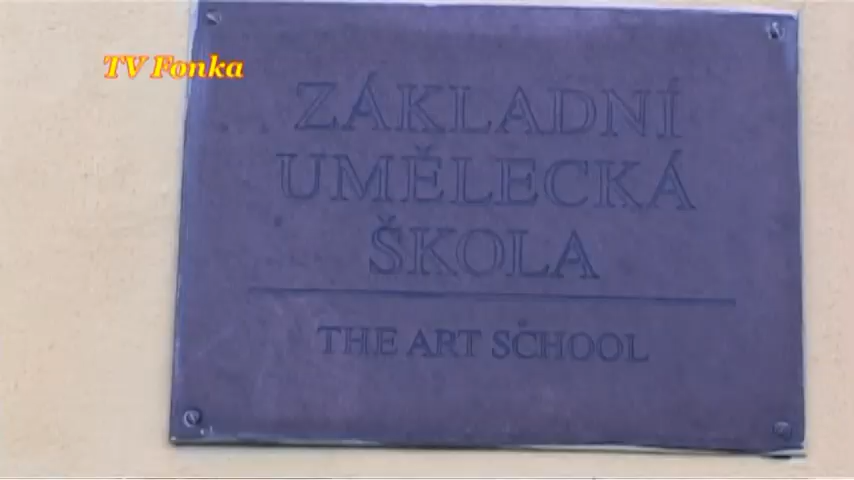 TV Fonka
ZÁKLADNÍ
UMĚLECKÁ
ŠKOLA
THE ART SCHOOL